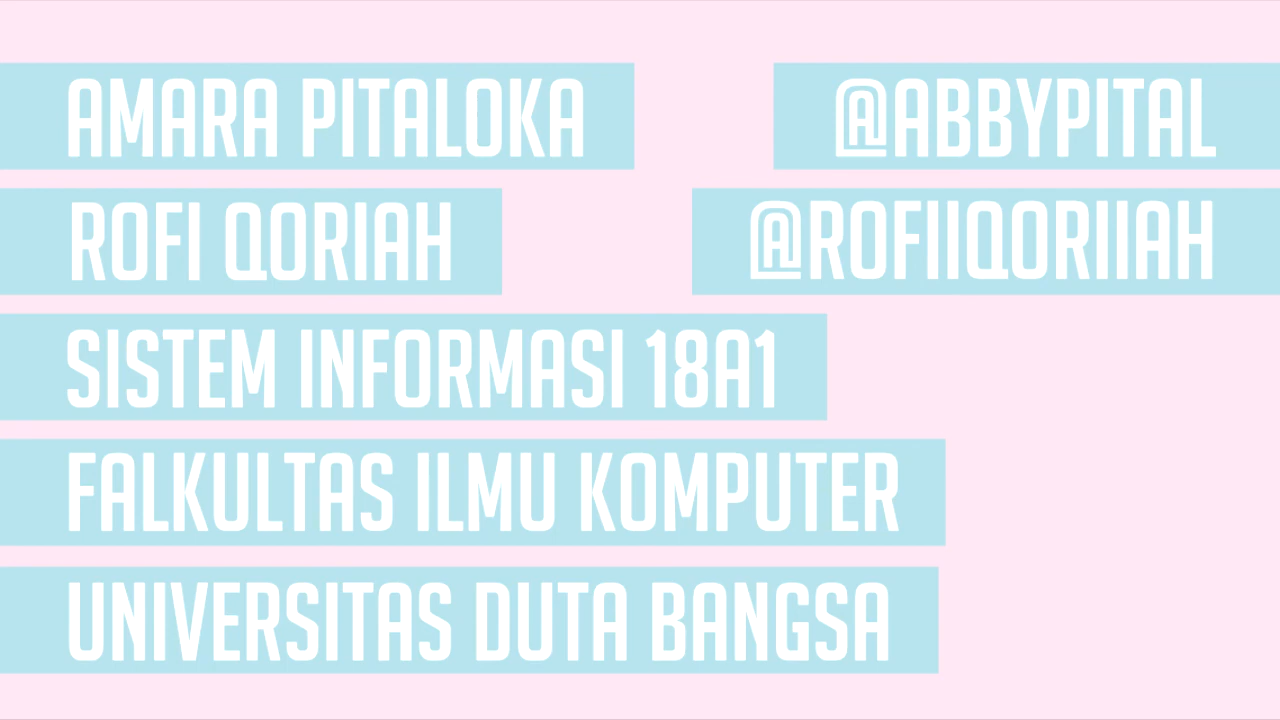 AMARA PITALOKA @ABBYPITAL
ROFI QORIAH @ROFIIQORIIAH
SISTEM INFORMASI 18A1
FALKULTAS ILMU KOMPUTER
UNIVERSITAS DUTA BANGSA